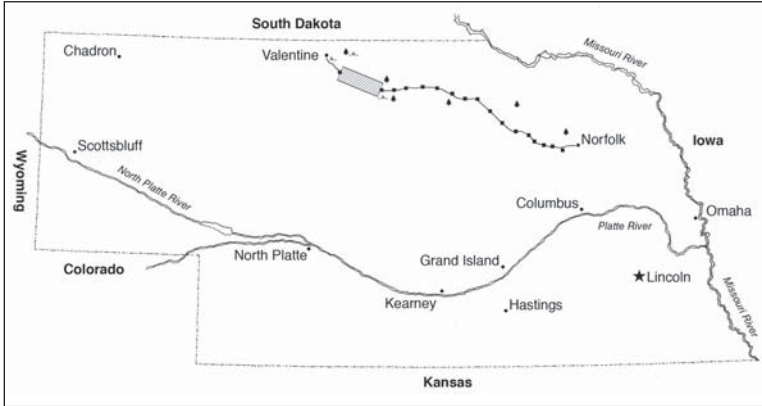 South Dakota
Chadron
Valentine
Missouri River
Scottsbluff
Norfolk
Iowa
Wyoming
North Platte River
Columbus
Omaha
Platte River
Colorado
North Platte
Grand Island
Lincoln
Kearney
Hastings
Missouri River
Kansas